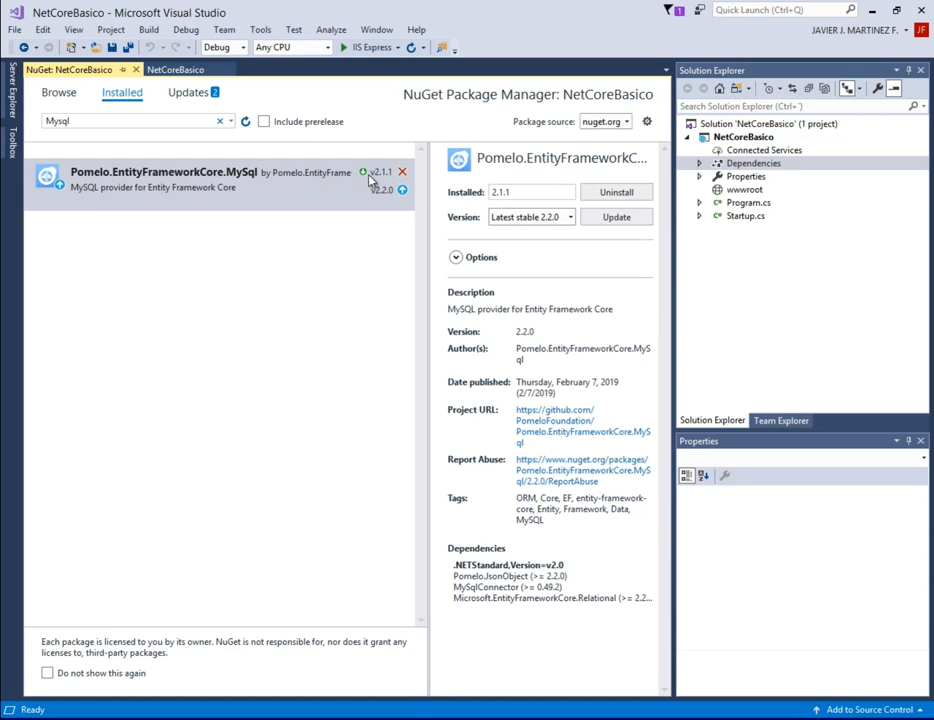 NetCoreBasico - Microsoft Visual Studio
1
Quick Launch (Ctrl+Q)
File Edit View Project Build Debug Team Tools Test Analyze Window Help
JAVIER J. MARTINEZ F.
JF
Debug
Any CPU
IIS Express
Server Explorer
Toolbox
NuGet: NetCoreBasico
NetCoreBasico
Browse
Installed
Updates 2
NuGet Package Manager: NetCoreBasico
Mysql
Include prerelease
Package source: nuget.org
Pomelo.EntityFrameworkCore.MySql by Pomelo.EntityFrame
v2.1.1
MySQL provider for Entity Framework Core
v2.2.0
Each package is licensed to you by its owner. NuGet is not responsible for, nor does it grant any
licenses to, third-party packages.
Do not show this again
Pomelo.EntityFrameworkC...
Installed: 2.1.1
Uninstall
Version: Latest stable 2.2.0
Update
Options
Description
MySQL provider for Entity Framework Core
Version: 2.2.0
Author(s): Pomelo.EntityFrameworkCore.MyS
ql
Date published: Thursday, February 7, 2019
(2/7/2019)
Project URL: https://github.com/
PomeloFoundation/
Pomelo.EntityFrameworkCore.MyS
ql
Report Abuse: https://www.nuget.org/packages/
Pomelo.EntityFrameworkCore.MyS
ql/2.2.0/ReportAbuse
Tags: ORM, Core, EF, entity-framework-
core, Entity, Framework, Data,
MySQL
Dependencies
.NETStandard,Version=v2.0
Pomelo.JsonObject (>= 2.2.0)
MySqlConnector (>= 0.49.2)
Microsoft.EntityFrameworkCore.Relational (>= 2.2...
Solution Explorer
Search Solution Explorer (Ctrl+')
Solution 'NetCoreBasico' (1 project)
NetCoreBasico
Connected Services
Dependencies
Properties
wwwroot
Program.cs
Startup.cs
Solution Explorer
Team Explorer
Properties
Ready
Add to Source Control